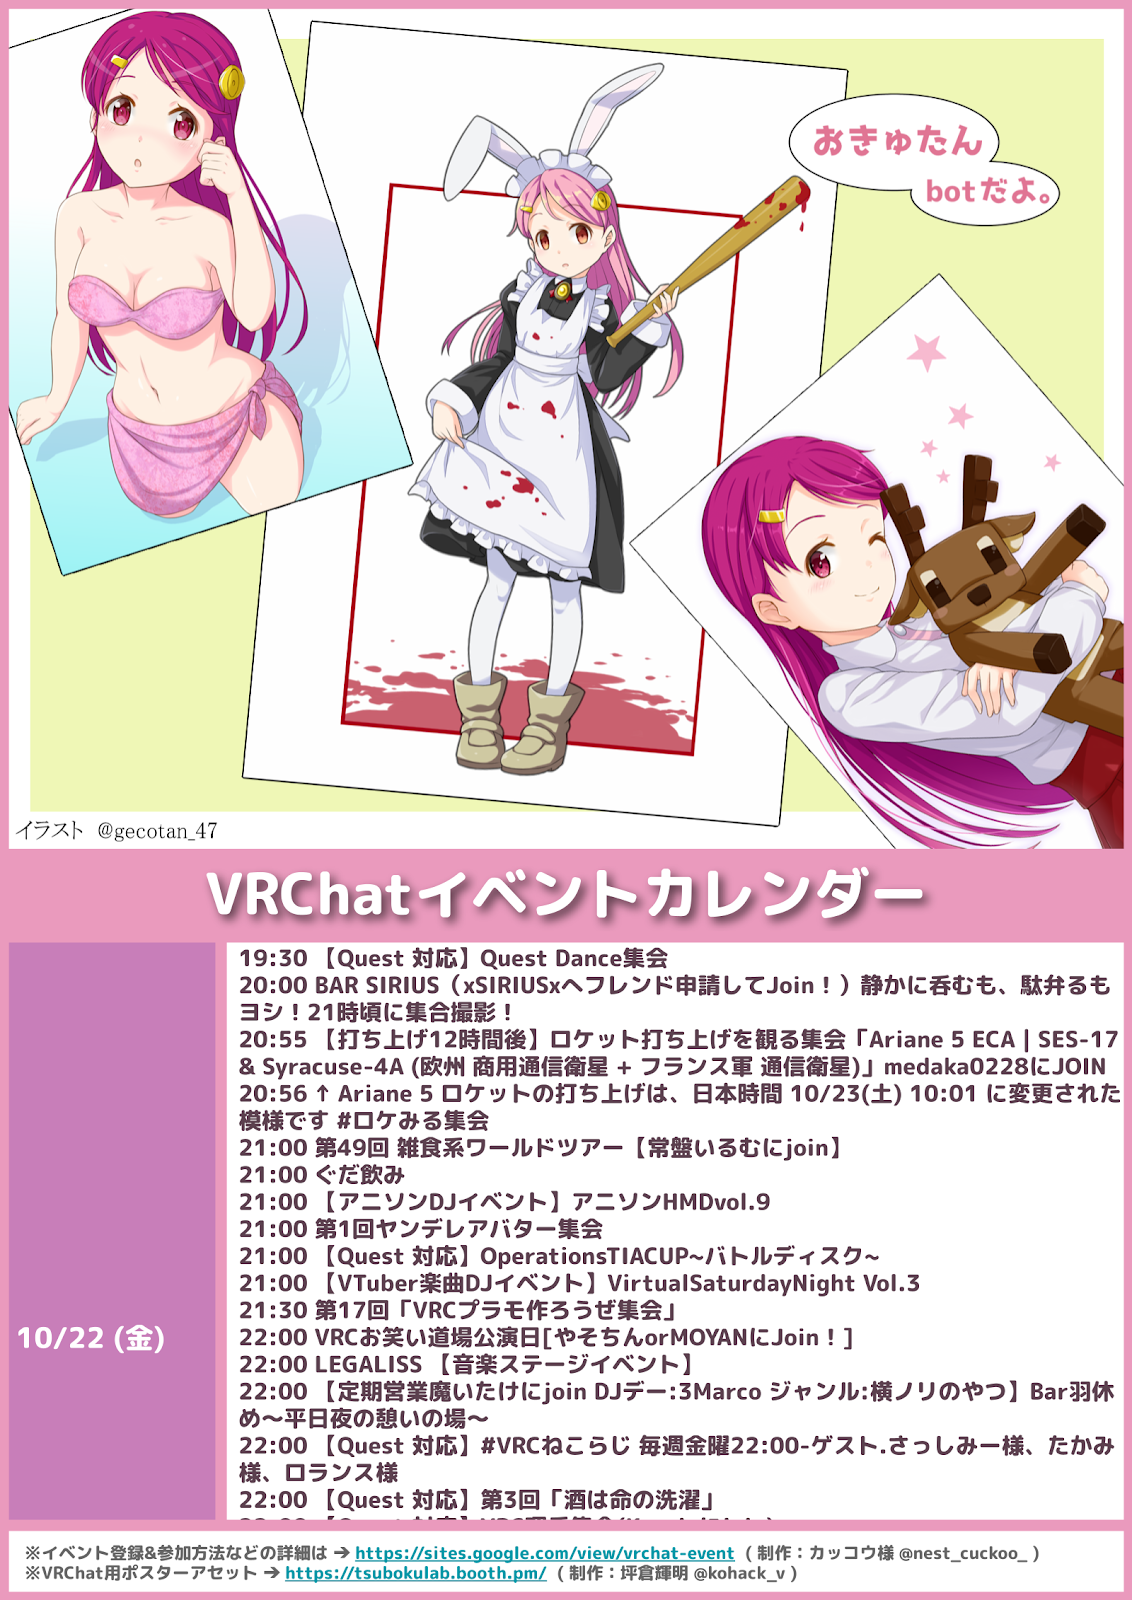 おきゅたん
botだよ。
イラスト @gecotan_47
VRChatイベントカレンダー
10/22 (金)
19:30 【Quest 対応】Quest Dance集会
20:00 BAR SIRIUS（xSIRIUSxへフレンド申請してJoin！）静かに呑むも、駄弁るも
ヨシ！21時頃に集合撮影！
20:55 【打ち上げ12時間後】ロケット打ち上げを観る集会「Ariane 5 ECA | SES-17
& Syracuse-4A (欧州 商用通信衛星 + フランス軍 通信衛星)」medaka0228にJOIN
20:56 ↑ Ariane 5 ロケットの打ち上げは、日本時間 10/23(土) 10:01 に変更された
模様です #ロケみる集会
21:00 第49回 雑食系ワールドツアー【常盤いるむにjoin】
21:00 ぐだ飲み
21:00 【アニソンDJイベント】アニソンHMDvol.9
21:00 第1回ヤンデレアバター集会
21:00 【Quest 対応】OperationsTIACUP~バトルディスク~
21:00 【VTuber楽曲DJイベント】VirtualSaturdayNight Vol.3
21:30 第17回「VRCプラモ作ろうぜ集会」
22:00 VRCお笑い道場公演日[やそちんorMOYANにJoin！]
22:00 LEGALISS 【音楽ステージイベント】
22:00 【定期営業魔いたけにjoin DJデー:3Marco ジャンル:横ノリのやつ】Bar羽休
め～平日夜の憩いの場～
22:00 【Quest 対応】#VRCねこらじ 毎週金曜22:00-ゲスト.さっしみー様、たかみ
様、ロランス様
22:00 【Quest 対応】第3回「酒は命の洗濯」
※イベント登録&参加方法などの詳細は ➔ https://sites.google.com/view/vrchat-event ( 制作：カッコウ様 @nest_cuckoo_ )
※VRChat用ポスターアセット ➔ https://tsubokulab.booth.pm/ ( 制作：坪倉輝明 @kohack_v )